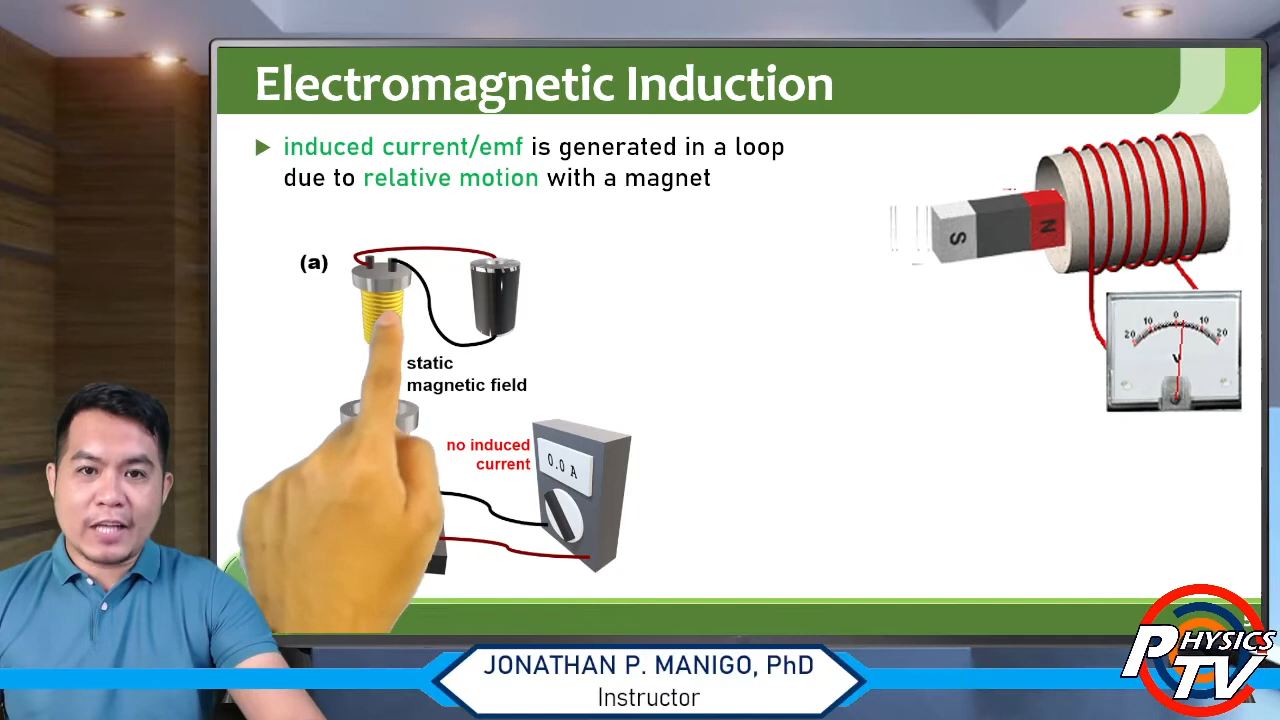 Electromagnetic Induction
induced current/emf is generated in a loop
due to relative motion with a magnet
(a)
static
magnetic field
no induced
current
0.0 A
S
N
20 10 0 10 20
V
JONATHAN P. MANIGO, PhD
Instructor
PHYSICS
TV